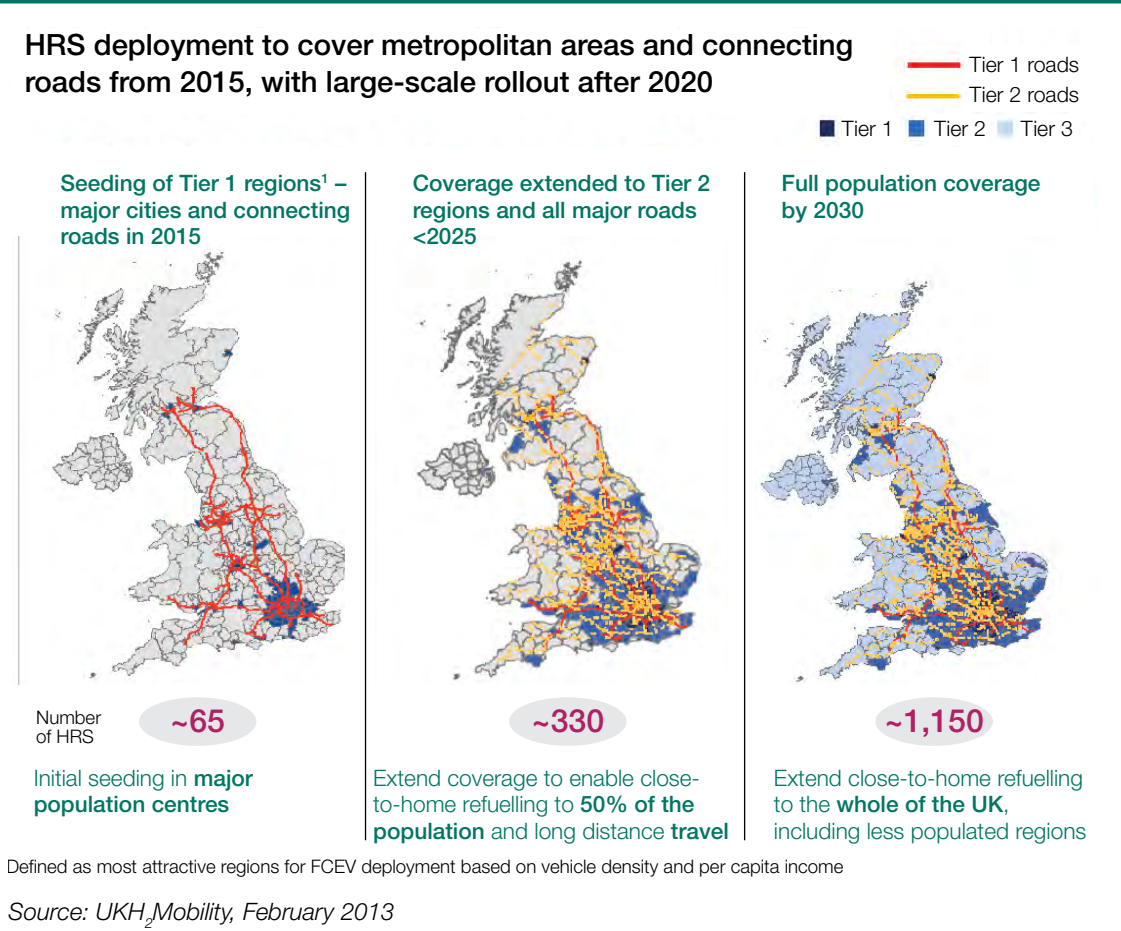 HRS deployment to cover metropolitan areas and connecting
roads from 2015, with large-scale rollout after 2020
Tier 1 roads
Tier 2 roads
Tier 1 Tier 2 Tier 3
Seeding of Tier 1 regions¹ –
major cities and connecting
roads in 2015
Coverage extended to Tier 2
regions and all major roads
<2025
Full population coverage
by 2030
Number
of HRS
~65
~330
~1,150
Initial seeding in major
population centres
Extend coverage to enable close-
to-home refuelling to 50% of the
population and long distance travel
Extend close-to-home refuelling
to the whole of the UK,
including less populated regions
Defined as most attractive regions for FCEV deployment based on vehicle density and per capita income
Source: UKH₂Mobility, February 2013